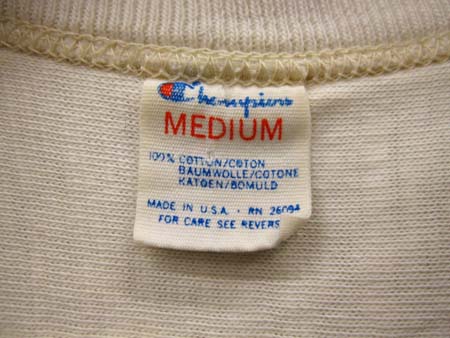 Champion
MEDIUM
100% COTTON/COTON
BAUMWOLLE/COTONE
KATOEN/BOMULD
MADE IN U.S.A. · RN 26094
FOR CARE SEE REVERS